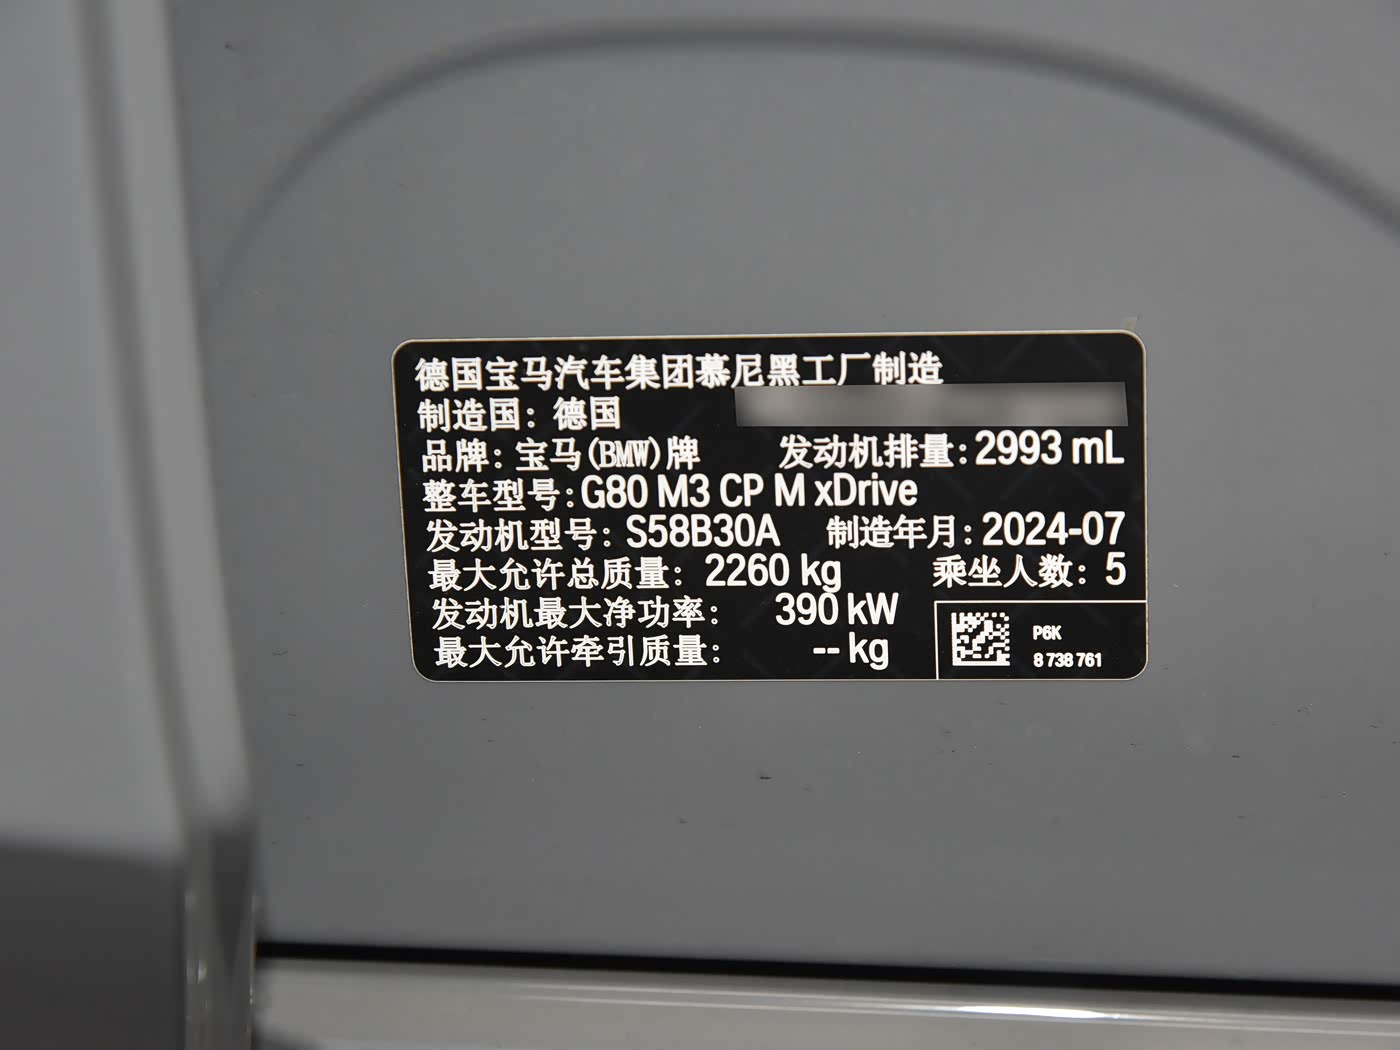 德国宝马汽车集团慕尼黑工厂制造
制造国：德国
品牌：宝马(BMW)牌 发动机排量：2993 mL
整车型号：G80 M3 CP M xDrive
发动机型号：S58B30A 制造年月：2024-07
最大允许总质量：2260 kg 乘坐人数：5
发动机最大净功率：390 kW
最大允许牵引质量：-- kg
P6K
8 738 761